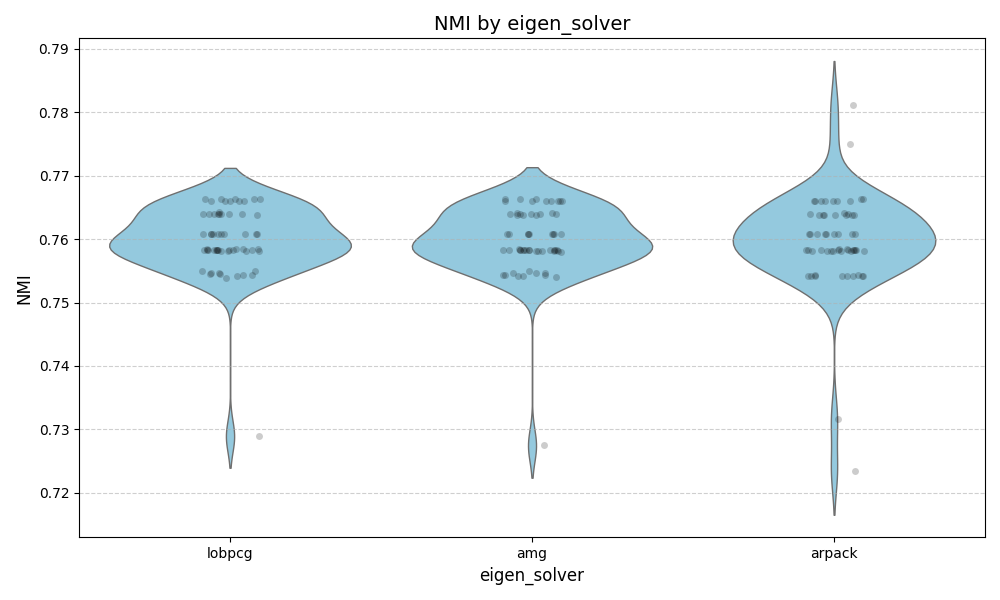 NMI by eigen_solver
0.79
0.78
0.77
0.76
0.75
0.74
0.73
0.72
NMI
lobpcg
amg
arpack
eigen_solver